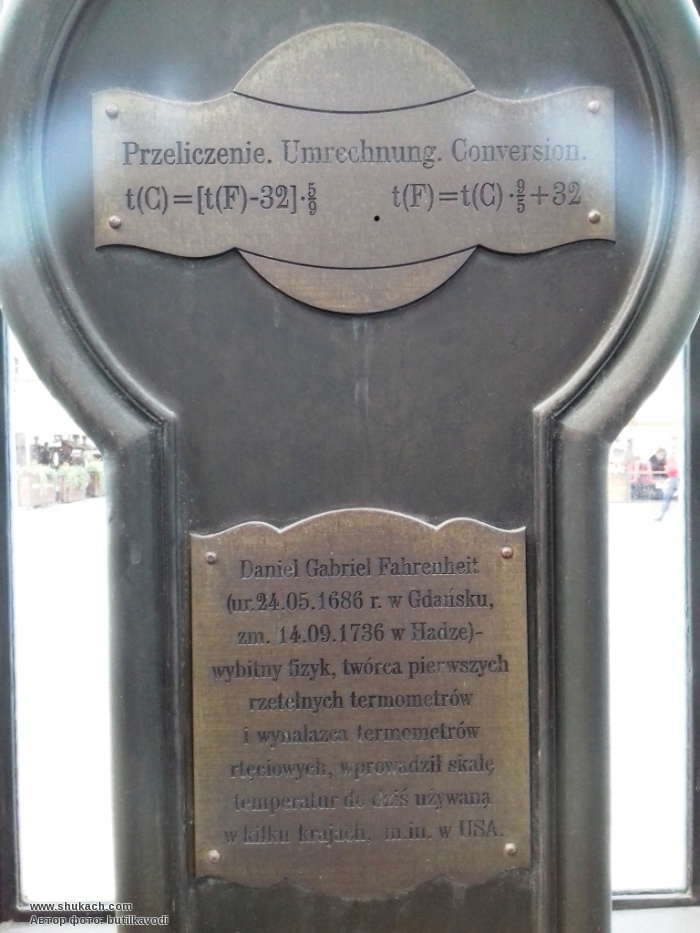 Przeliczenie. Umrechnung. Conversion.
t(C)=[t(F)-32]·5/9 t(F)=t(C)·9/5+32
Daniel Gabriel Fahrenheit
(ur.24.05.1686 r. w Gdańsku,
zm. 14.09.1736 w Hadze)-
wybitny fizyk, twórca pierwszych
rzetelnych termometrów
i wynalazca termometrów
rtęciowych, wprowadził skalę
temperatur do dziś używaną
w kilku krajach, m.in. w USA.
www.shukach.com
Автор фото: butilkavodi